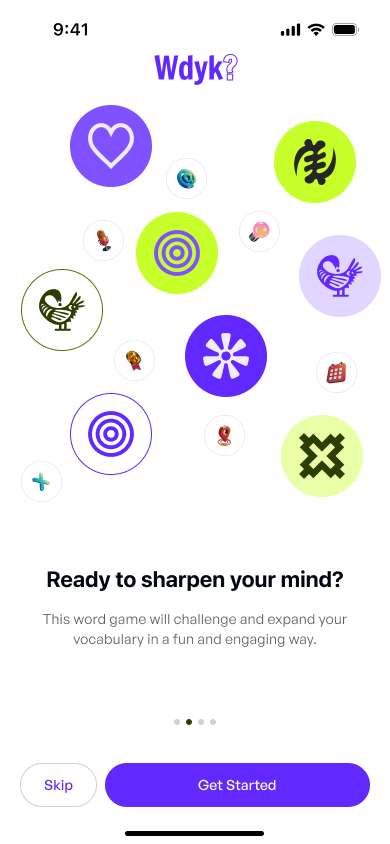 9:41
Wdyk?
Ready to sharpen your mind?
This word game will challenge and expand your
vocabulary in a fun and engaging way.
Skip
Get Started